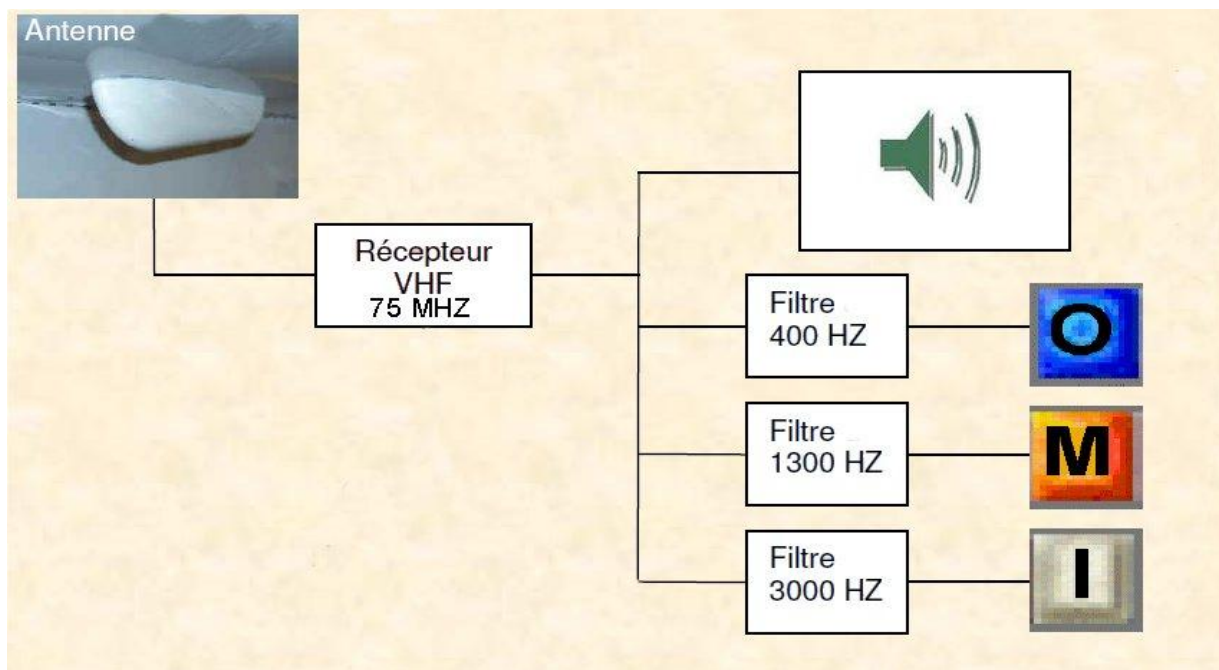 Antenne
Récepteur
VHF
75 MHZ
Filtre
400 HZ
O
Filtre
1300 HZ
M
Filtre
3000 HZ
I